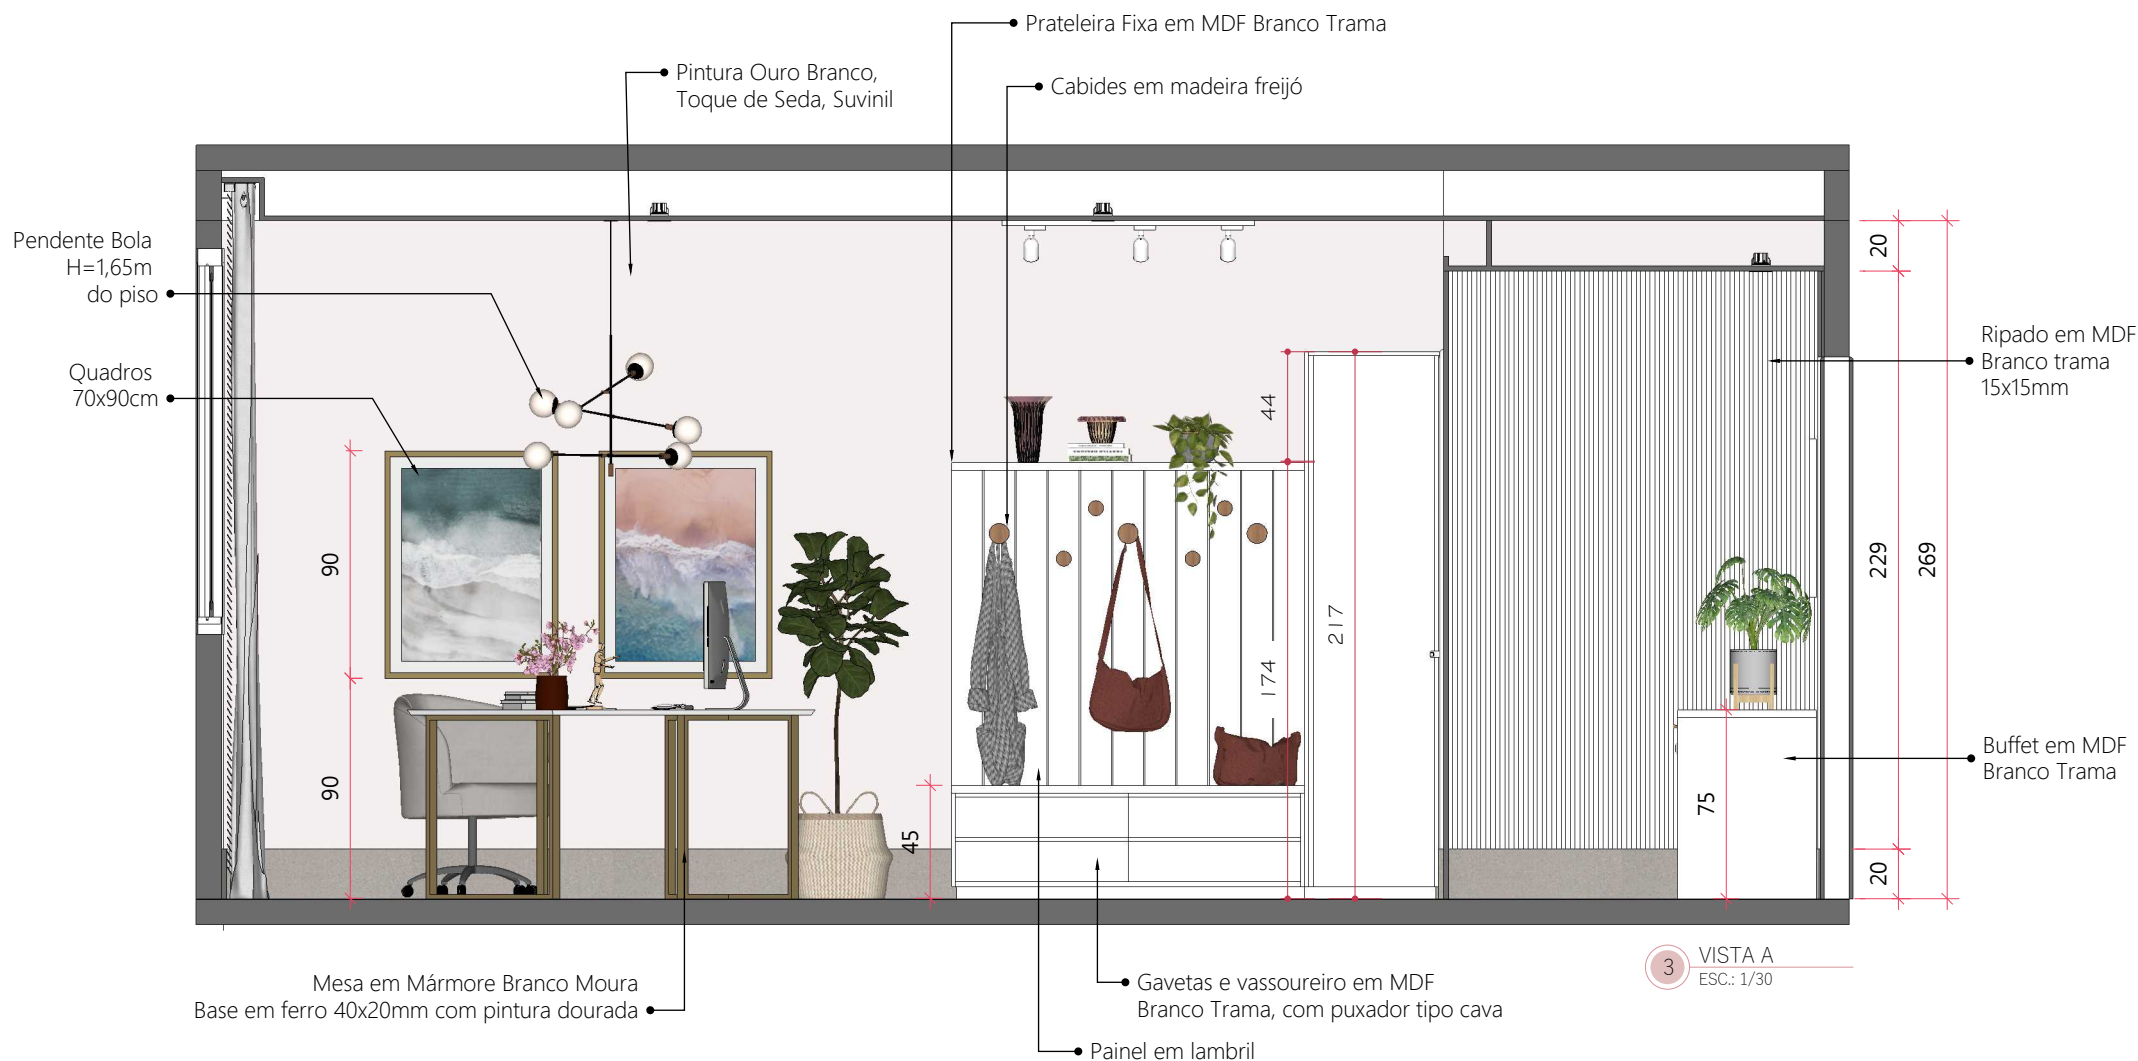 Prateleira Fixa em MDF Branco Trama
Pintura Ouro Branco,
Toque de Seda, Suvinil
Cabides em madeira freijó
Pendente Bola
H=1,65m
do piso
Quadros
70x90cm
Ripado em MDF
Branco trama
15x15mm
Buffet em MDF
Branco Trama
20
229
269
20
44
217
174
90
90
45
75
3
VISTA A
ESC.: 1/30
Mesa em Mármore Branco Moura
Base em ferro 40x20mm com pintura dourada
Gavetas e vassoureiro em MDF
Branco Trama, com puxador tipo cava
Painel em lambril